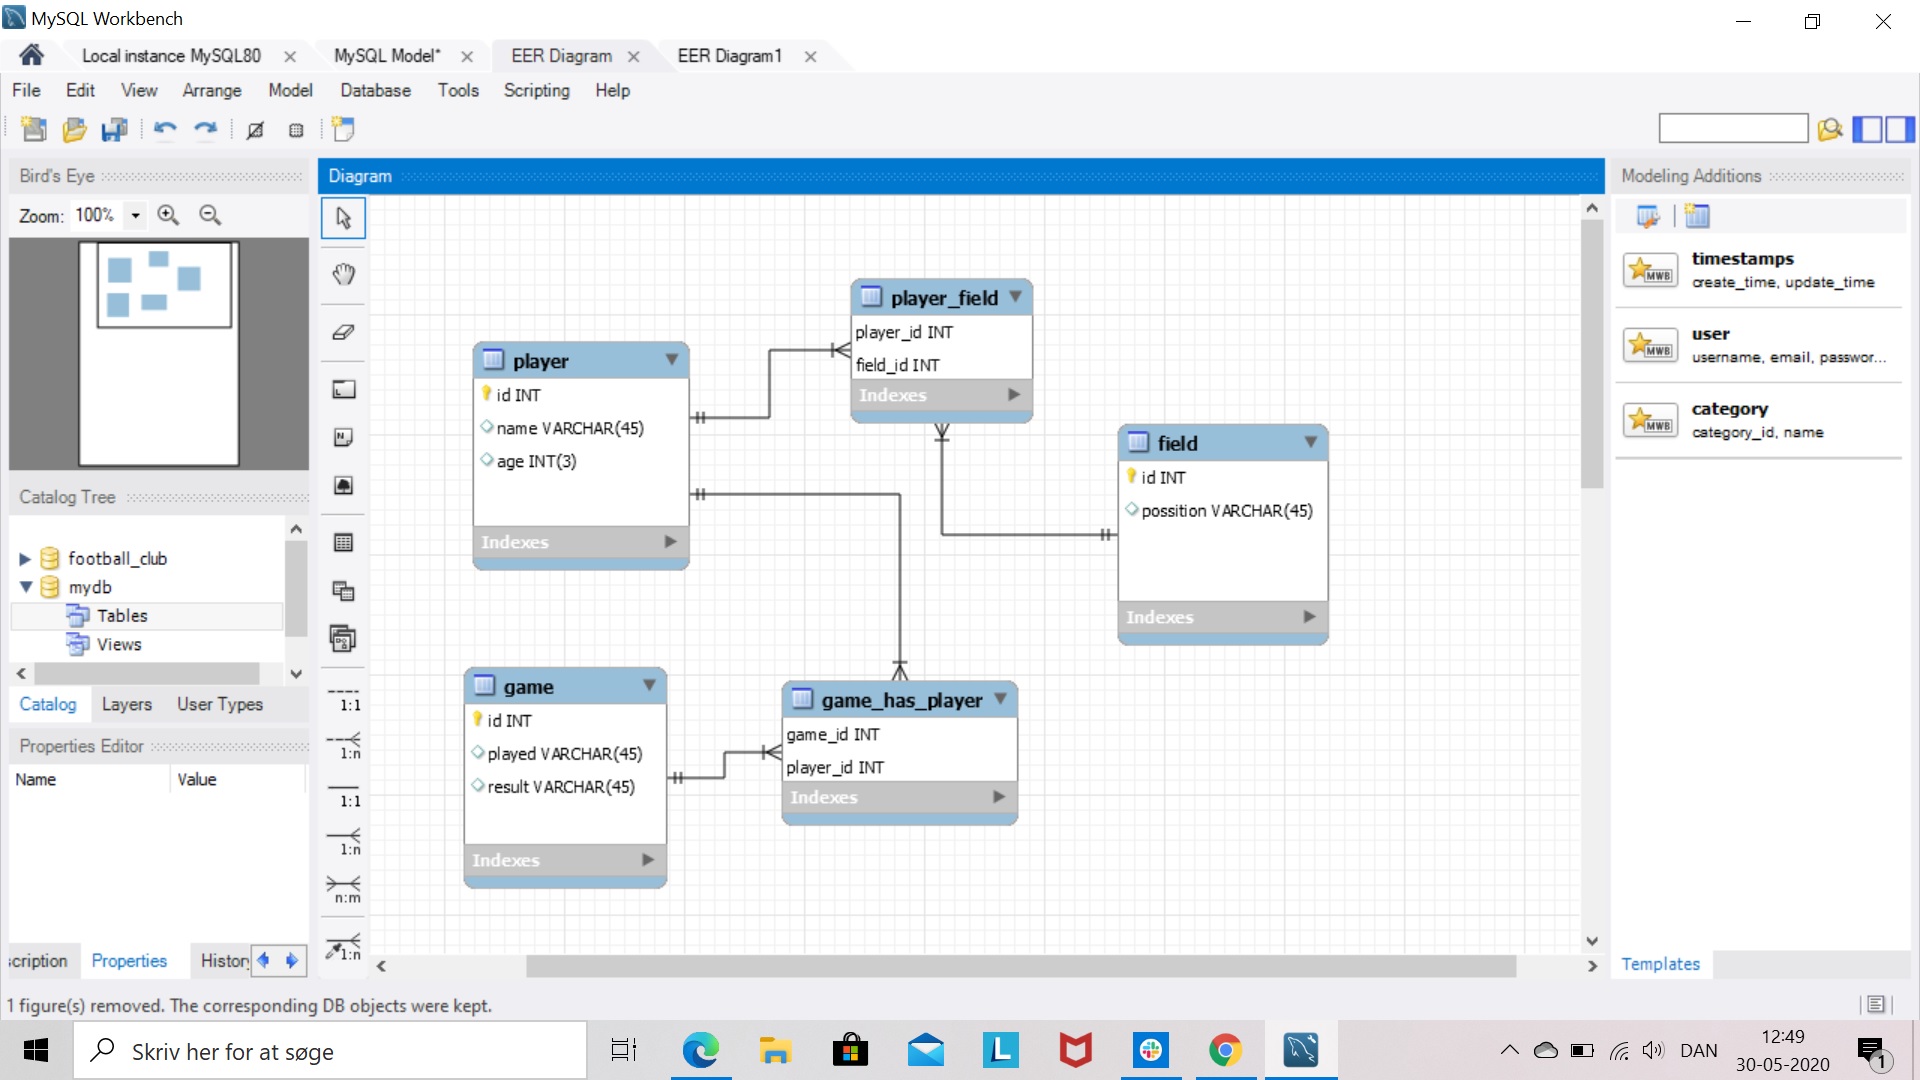 MySQL Workbench
Local instance MySQL80
MySQL Model*
EER Diagram
EER Diagram1
File Edit View Arrange Model Database Tools Scripting Help
Bird's Eye
Zoom: 100%
Catalog Tree
football_club
mydb
Tables
Views
Catalog Layers User Types
Properties Editor
Name Value
scription Properties Histor
Diagram
1:1
1:n
1:1
1:n
n:m
1:n
player
id INT
name VARCHAR(45)
age INT(3)
Indexes
player_field
player_id INT
field_id INT
Indexes
field
id INT
possition VARCHAR(45)
Indexes
game
id INT
played VARCHAR(45)
result VARCHAR(45)
Indexes
game_has_player
game_id INT
player_id INT
Indexes
Modeling Additions
MWB
timestamps
create_time, update_time
MWB
user
username, email, passwor...
MWB
category
category_id, name
Templates
1 figure(s) removed. The corresponding DB objects were kept.
Skriv her for at søge
L
DAN
12:49
30-05-2020
1